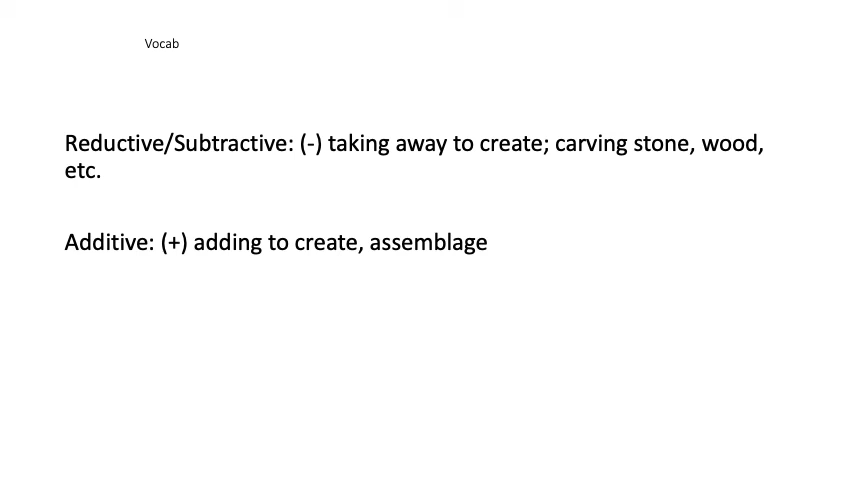 Vocab
Reductive/Subtractive: (-) taking away to create; carving stone, wood,
etc.
Additive: (+) adding to create, assemblage